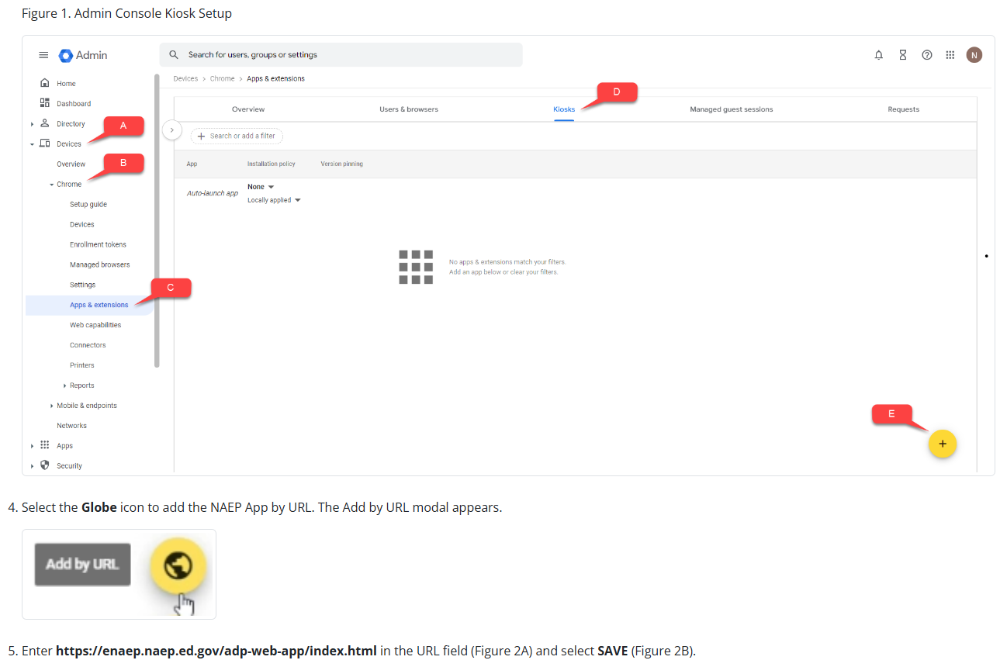 Figure 1. Admin Console Kiosk Setup
Admin
Search for users, groups or settings
N
Devices > Chrome > Apps & extensions
Home
Dashboard
Directory
Devices
Overview
Chrome
Setup guide
Devices
Enrollment tokens
Managed browsers
Settings
Apps & extensions
Web capabilities
Connectors
Printers
Reports
Mobile & endpoints
Networks
Apps
Security
A
B
C
D
Overview Users & browsers Kiosks Managed guest sessions Requests
+ Search or add a filter
App Installation policy Version pinning
Auto-launch app
None
Locally applied
No apps & extensions match your filters.
Add an app below or clear your filters.
E
+
4. Select the Globe icon to add the NAEP App by URL. The Add by URL modal appears.
Add by URL
5. Enter https://enaep.naep.ed.gov/adp-web-app/index.html in the URL field (Figure 2A) and select SAVE (Figure 2B).